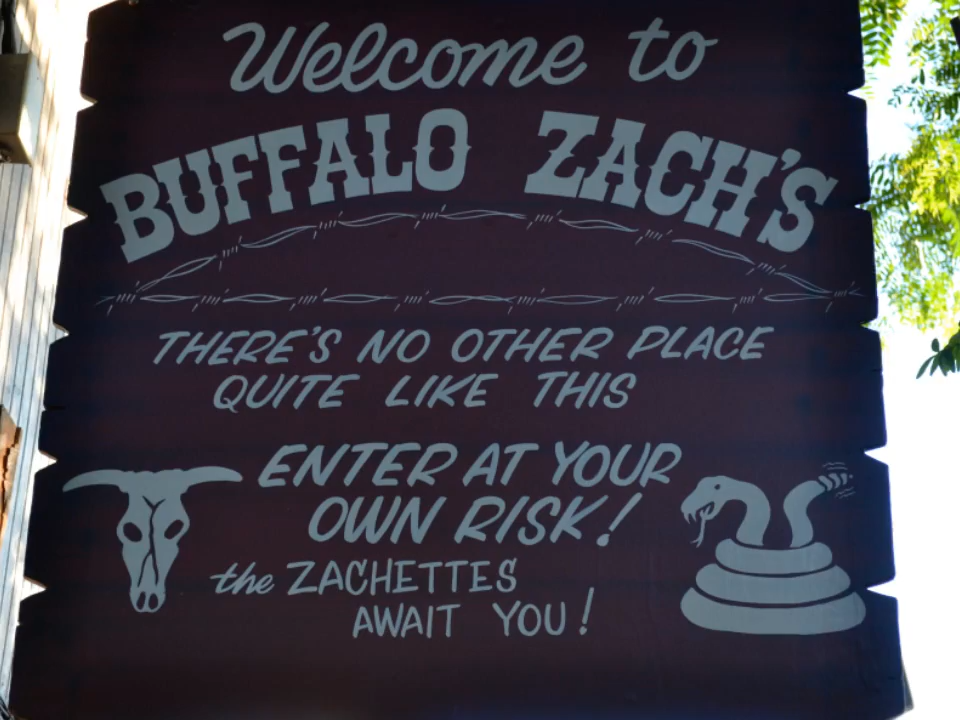 Welcome to
BUFFALO ZACH'S
THERE'S NO OTHER PLACE
QUITE LIKE THIS
ENTER AT YOUR
OWN RISK!
the ZACHETTES
AWAIT YOU!